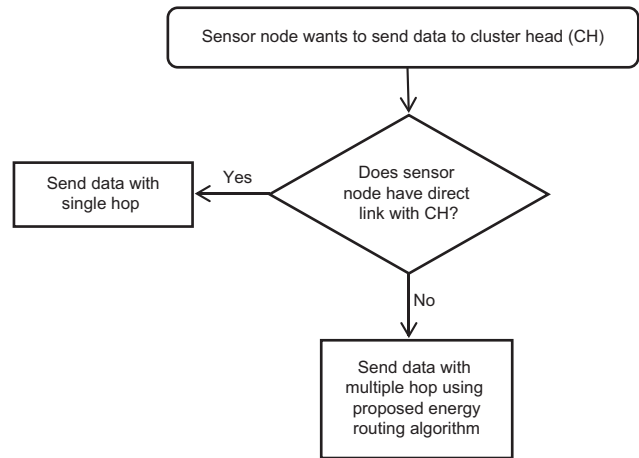 Sensor node wants to send data to cluster head (CH)
Does sensor
node have direct
link with CH?
Yes
Send data with
single hop
No
Send data with
multiple hop using
proposed energy
routing algorithm